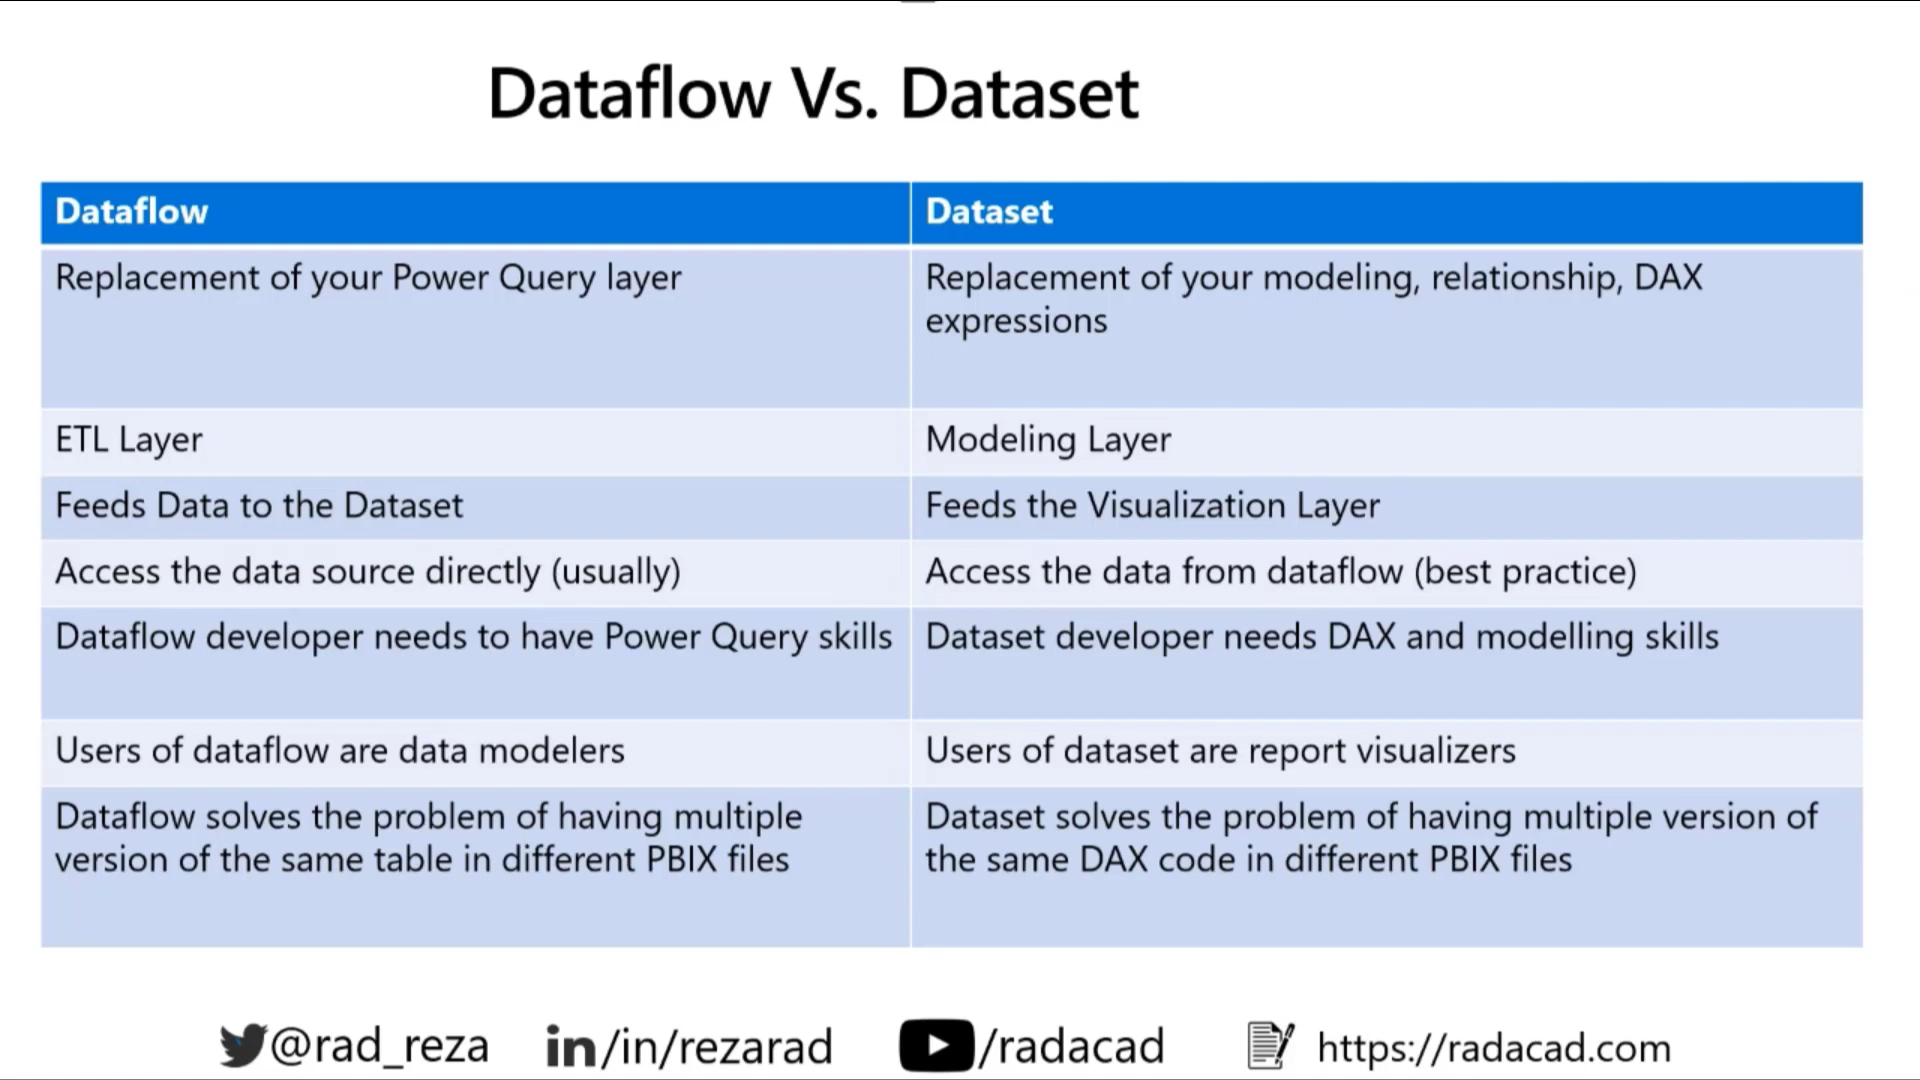 Dataflow Vs. Dataset
Dataflow
Dataset
Replacement of your Power Query layer
Replacement of your modeling, relationship, DAX
expressions
ETL Layer
Modeling Layer
Feeds Data to the Dataset
Feeds the Visualization Layer
Access the data source directly (usually)
Access the data from dataflow (best practice)
Dataflow developer needs to have Power Query skills
Dataset developer needs DAX and modelling skills
Users of dataflow are data modelers
Users of dataset are report visualizers
Dataflow solves the problem of having multiple
version of the same table in different PBIX files
Dataset solves the problem of having multiple version of
the same DAX code in different PBIX files
@rad_reza
in/in/rezarad
/radacad
https://radacad.com